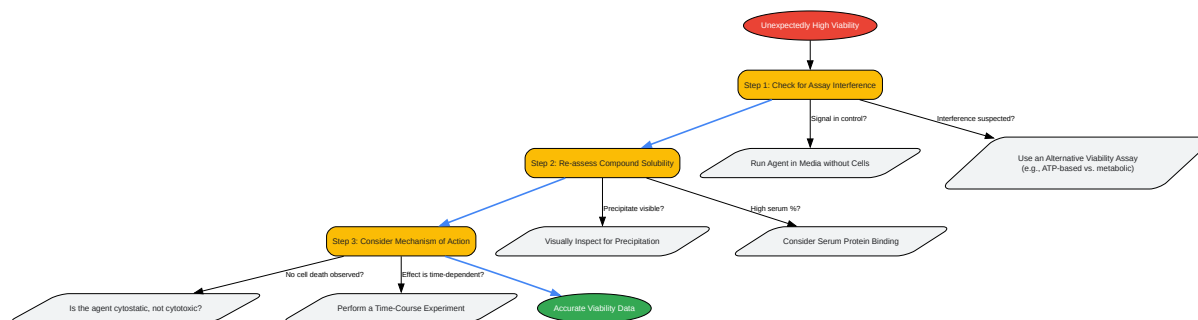 Unexpectedly High Viability
Step 1: Check for Assay Interference
Signal in control?
Interference suspected?
Run Agent in Media without Cells
Use an Alternative Viability Assay
(e.g., ATP-based vs. metabolic)
Step 2: Re-assess Compound Solubility
Precipitate visible?
High serum %?
Visually Inspect for Precipitation
Consider Serum Protein Binding
Step 3: Consider Mechanism of Action
No cell death observed?
Effect is time-dependent?
Is the agent cytostatic, not cytotoxic?
Perform a Time-Course Experiment
Accurate Viability Data